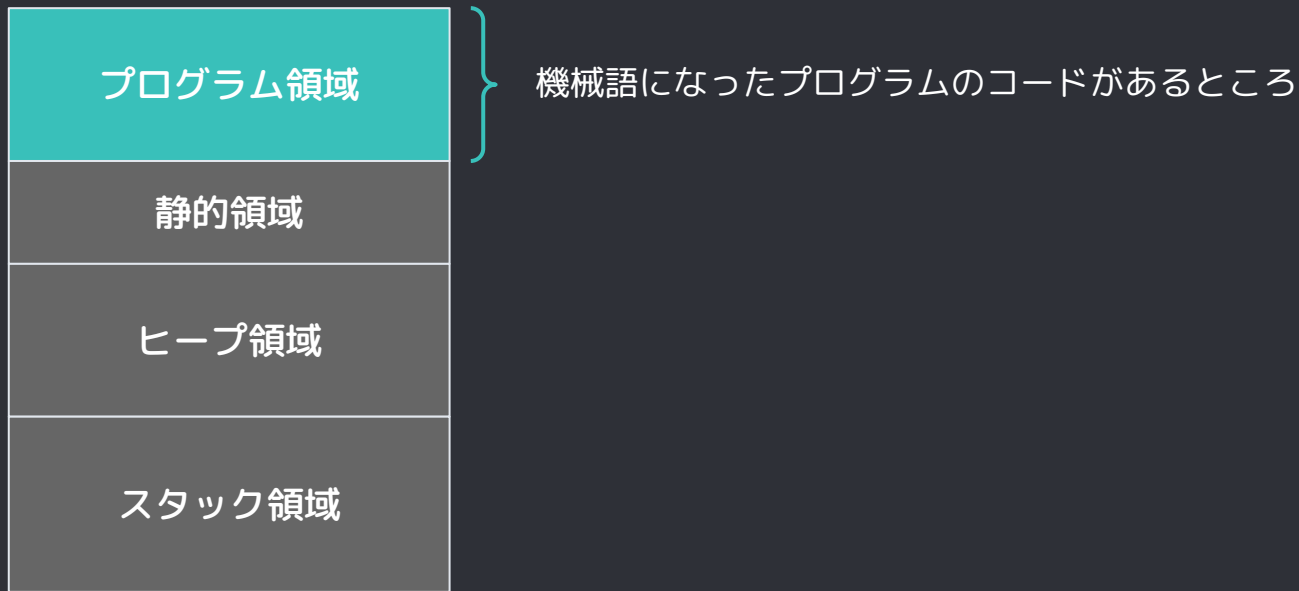 プログラム領域
機械語になったプログラムのコードがあるところ
静的領域
ヒープ領域
スタック領域